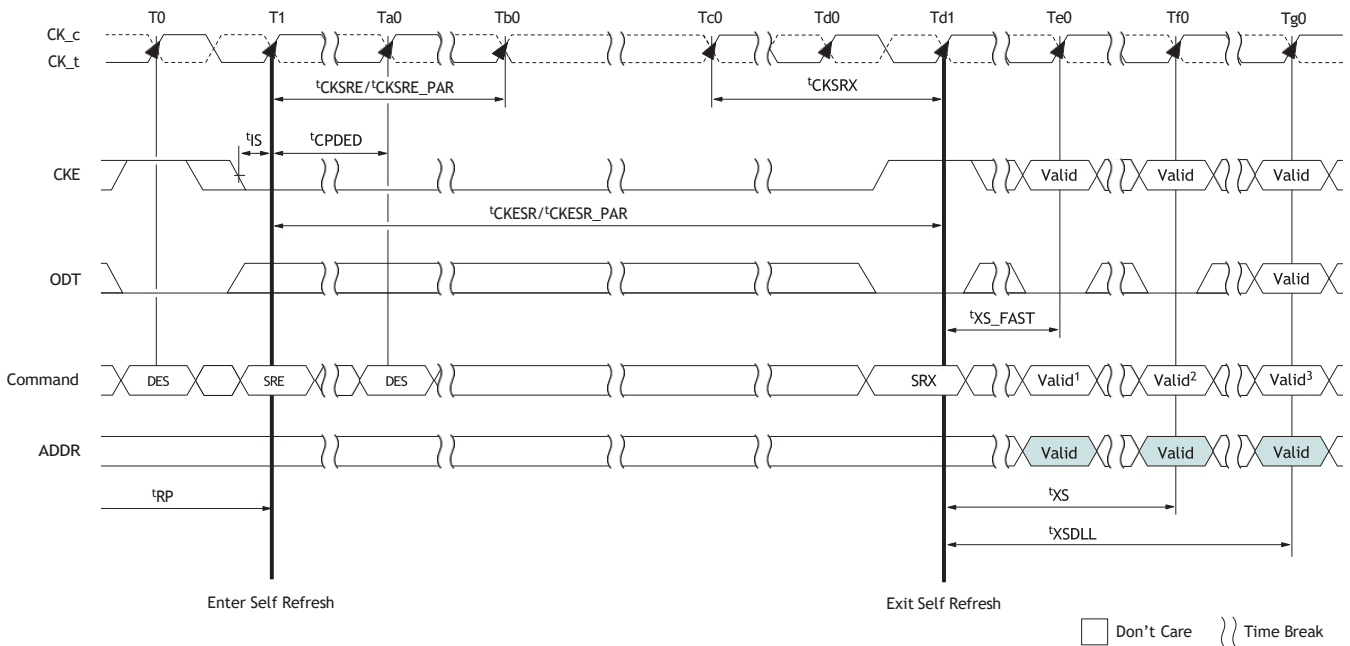 T0 T1 Ta0 Tb0 Tc0 Td0 Td1 Te0 Tf0 Tg0
CK_c
CK_t
tCKSRE/tCKSRE_PAR tCKSRX
tIS tCPDED
CKE Valid Valid Valid
tCKESR/tCKESR_PAR
ODT Valid
tXS_FAST
Command DES SRE DES SRX Valid1 Valid2 Valid3
ADDR Valid Valid Valid
tRP tXS
tXSDLL
Enter Self Refresh Exit Self Refresh
Don't Care Time Break